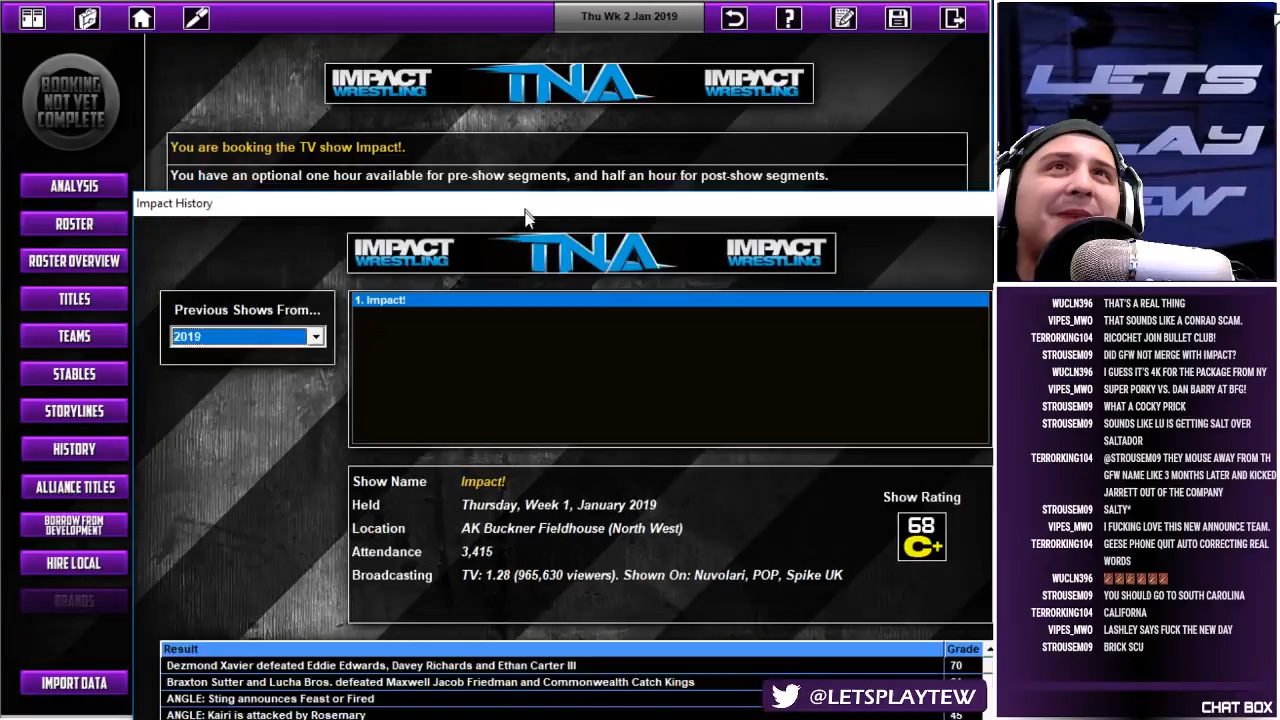 Thu Wk 2 Jan 2019
BOOKING
NOT YET
COMPLETE
IMPACT
WRESTLING
TNA
IMPACT
WRESTLING
You are booking the TV show Impact!.
You have an optional one hour available for pre-show segments, and half an hour for post-show segments.
ANALYSIS
ROSTER
ROSTER OVERVIEW
TITLES
TEAMS
STABLES
STORYLINES
HISTORY
ALLIANCE TITLES
BORROW FROM
DEVELOPMENT
HIRE LOCAL
BRANDS
IMPORT DATA
Impact History
IMPACT
WRESTLING
TNA
IMPACT
WRESTLING
Previous Shows From...
2019
1. Impact!
Show Name Impact!
Held Thursday, Week 1, January 2019
Location AK Buckner Fieldhouse (North West)
Attendance 3,415
Broadcasting TV: 1.28 (965,630 viewers). Shown On: Nuvolari, POP, Spike UK
Show Rating
68
C+
Result Grade
Dezmond Xavier defeated Eddie Edwards, Davey Richards and Ethan Carter III 70
Braxton Sutter and Lucha Bros. defeated Maxwell Jacob Friedman and Commonwealth Catch Kings
ANGLE: Sting announces Feast or Fired
ANGLE: Kairi is attacked by Rosemary 45
@LETSPLAYTEW
LETS
WUCLN396 THAT'S A REAL THING
VIPES_MWO THAT SOUNDS LIKE A CONRAD SCAM.
TERRORKING104 RICOCHET JOIN BULLET CLUB!
STROUSEM09 DID GFW NOT MERGE WITH IMPACT?
WUCLN396 I GUESS IT'S 4K FOR THE PACKAGE FROM NY
VIPES_MWO SUPER PORKY VS. DAN BARRY AT BFG!
STROUSEM09 WHAT A COCKY PRICK
STROUSEM09 SOUNDS LIKE LU IS GETTING SALT OVER
SALTADOR
TERRORKING104 @STROUSEM09 THEY MOUSE AWAY FROM TH
GFW NAME LIKE 3 MONTHS LATER AND KICKED
JARRETT OUT OF THE COMPANY
STROUSEM09 SALTY*
VIPES_MWO I FUCKING LOVE THIS NEW ANNOUNCE TEAM.
TERRORKING104 GEESE PHONE QUIT AUTO CORRECTING REAL
WORDS
WUCLN396
STROUSEM09 YOU SHOULD GO TO SOUTH CAROLINA
TERRORKING104 CALIFORNA
VIPES_MWO LASHLEY SAYS FUCK THE NEW DAY
STROUSEM09 BRICK SCU
CHAT BOX